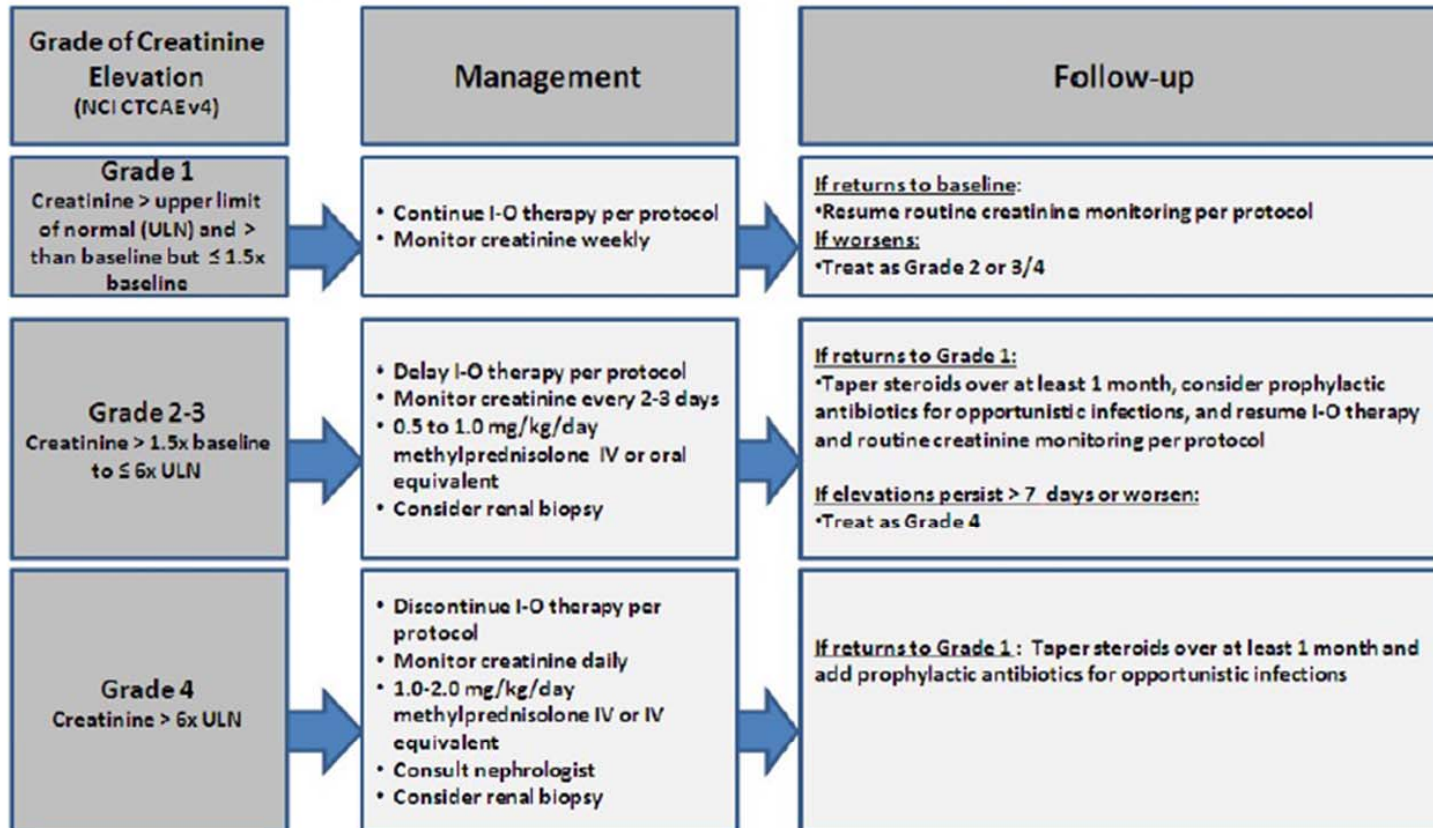 Grade of Creatinine
Elevation
(NCI CTCAE v4)
Management
Follow-up
Grade 1
Creatinine > upper limit
of normal (ULN) and >
than baseline but ≤ 1.5x
baseline
• Continue I-O therapy per protocol
• Monitor creatinine weekly
If returns to baseline:
•Resume routine creatinine monitoring per protocol
If worsens:
•Treat as Grade 2 or 3/4
Grade 2-3
Creatinine > 1.5x baseline
to ≤ 6x ULN
• Delay I-O therapy per protocol
• Monitor creatinine every 2-3 days
• 0.5 to 1.0 mg/kg/day
methylprednisolone IV or oral
equivalent
• Consider renal biopsy
If returns to Grade 1:
•Taper steroids over at least 1 month, consider prophylactic
antibiotics for opportunistic infections, and resume I-O therapy
and routine creatinine monitoring per protocol
If elevations persist > 7 days or worsen:
•Treat as Grade 4
Grade 4
Creatinine > 6x ULN
• Discontinue I-O therapy per
protocol
• Monitor creatinine daily
• 1.0-2.0 mg/kg/day
methylprednisolone IV or IV
equivalent
• Consult nephrologist
• Consider renal biopsy
If returns to Grade 1 : Taper steroids over at least 1 month and
add prophylactic antibiotics for opportunistic infections